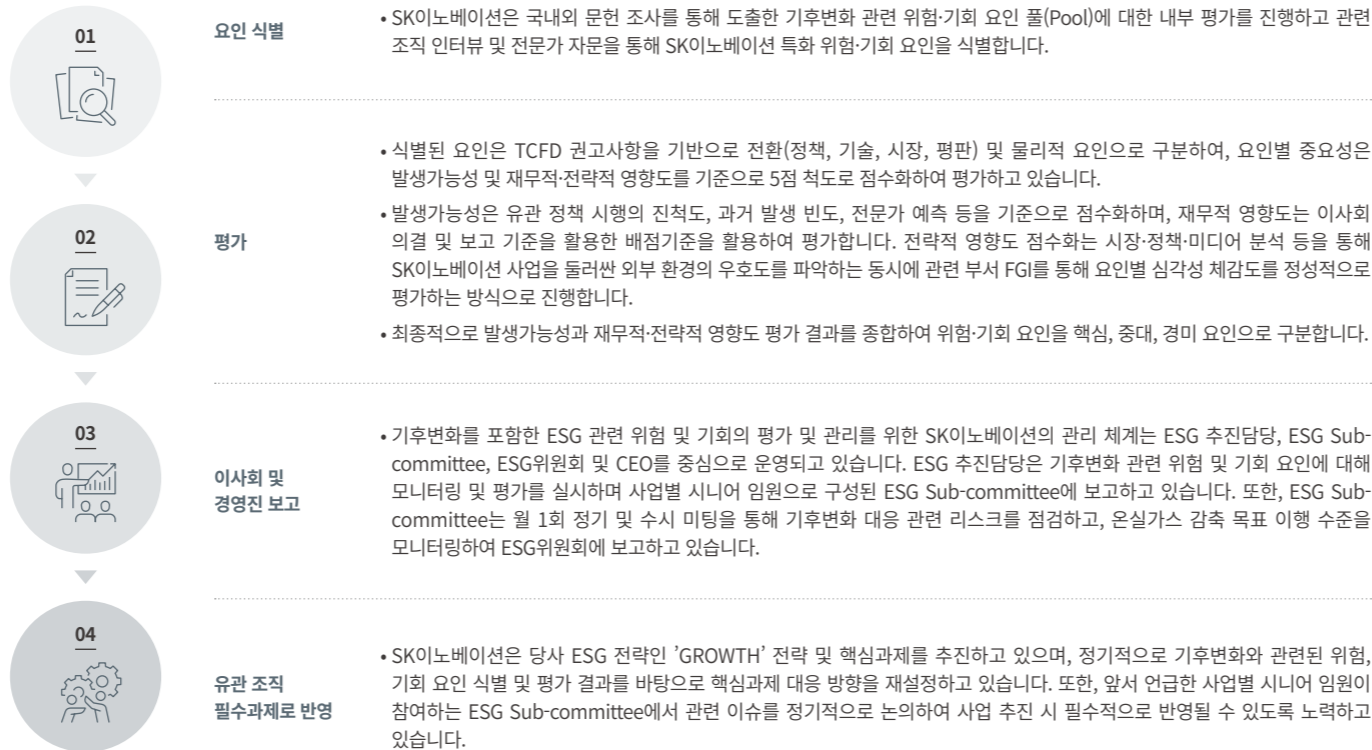 01
요인 식별
• SK이노베이션은 국내외 문헌 조사를 통해 도출한 기후변화 관련 위험·기회 요인 풀(Pool)에 대한 내부 평가를 진행하고 관련
조직 인터뷰 및 전문가 자문을 통해 SK이노베이션 특화 위험·기회 요인을 식별합니다.
02
평가
• 식별된 요인은 TCFD 권고사항을 기반으로 전환(정책, 기술, 시장, 평판) 및 물리적 요인으로 구분하여, 요인별 중요성은
발생가능성 및 재무적·전략적 영향도를 기준으로 5점 척도로 점수화하여 평가하고 있습니다.
• 발생가능성은 유관 정책 시행의 진척도, 과거 발생 빈도, 전문가 예측 등을 기준으로 점수화하며, 재무적 영향도는 이사회
의결 및 보고 기준을 활용한 배점기준을 활용하여 평가합니다. 전략적 영향도 점수화는 시장·정책·미디어 분석 등을 통해
SK이노베이션 사업을 둘러싼 외부 환경의 우호도를 파악하는 동시에 관련 부서 FGI를 통해 요인별 심각성 체감도를 정성적으로
평가하는 방식으로 진행합니다.
• 최종적으로 발생가능성과 재무적·전략적 영향도 평가 결과를 종합하여 위험·기회 요인을 핵심, 중대, 경미 요인으로 구분합니다.
03
이사회 및
경영진 보고
• 기후변화를 포함한 ESG 관련 위험 및 기회의 평가 및 관리를 위한 SK이노베이션의 관리 체계는 ESG 추진담당, ESG Sub-
committee, ESG위원회 및 CEO를 중심으로 운영되고 있습니다. ESG 추진담당은 기후변화 관련 위험 및 기회 요인에 대해
모니터링 및 평가를 실시하며 사업별 시니어 임원으로 구성된 ESG Sub-committee에 보고하고 있습니다. 또한, ESG Sub-
committee는 월 1회 정기 및 수시 미팅을 통해 기후변화 대응 관련 리스크를 점검하고, 온실가스 감축 목표 이행 수준을
모니터링하여 ESG위원회에 보고하고 있습니다.
04
유관 조직
필수과제로 반영
• SK이노베이션은 당사 ESG 전략인 ’GROWTH’ 전략 및 핵심과제를 추진하고 있으며, 정기적으로 기후변화와 관련된 위험,
기회 요인 식별 및 평가 결과를 바탕으로 핵심과제 대응 방향을 재설정하고 있습니다. 또한, 앞서 언급한 사업별 시니어 임원이
참여하는 ESG Sub-committee에서 관련 이슈를 정기적으로 논의하여 사업 추진 시 필수적으로 반영될 수 있도록 노력하고
있습니다.